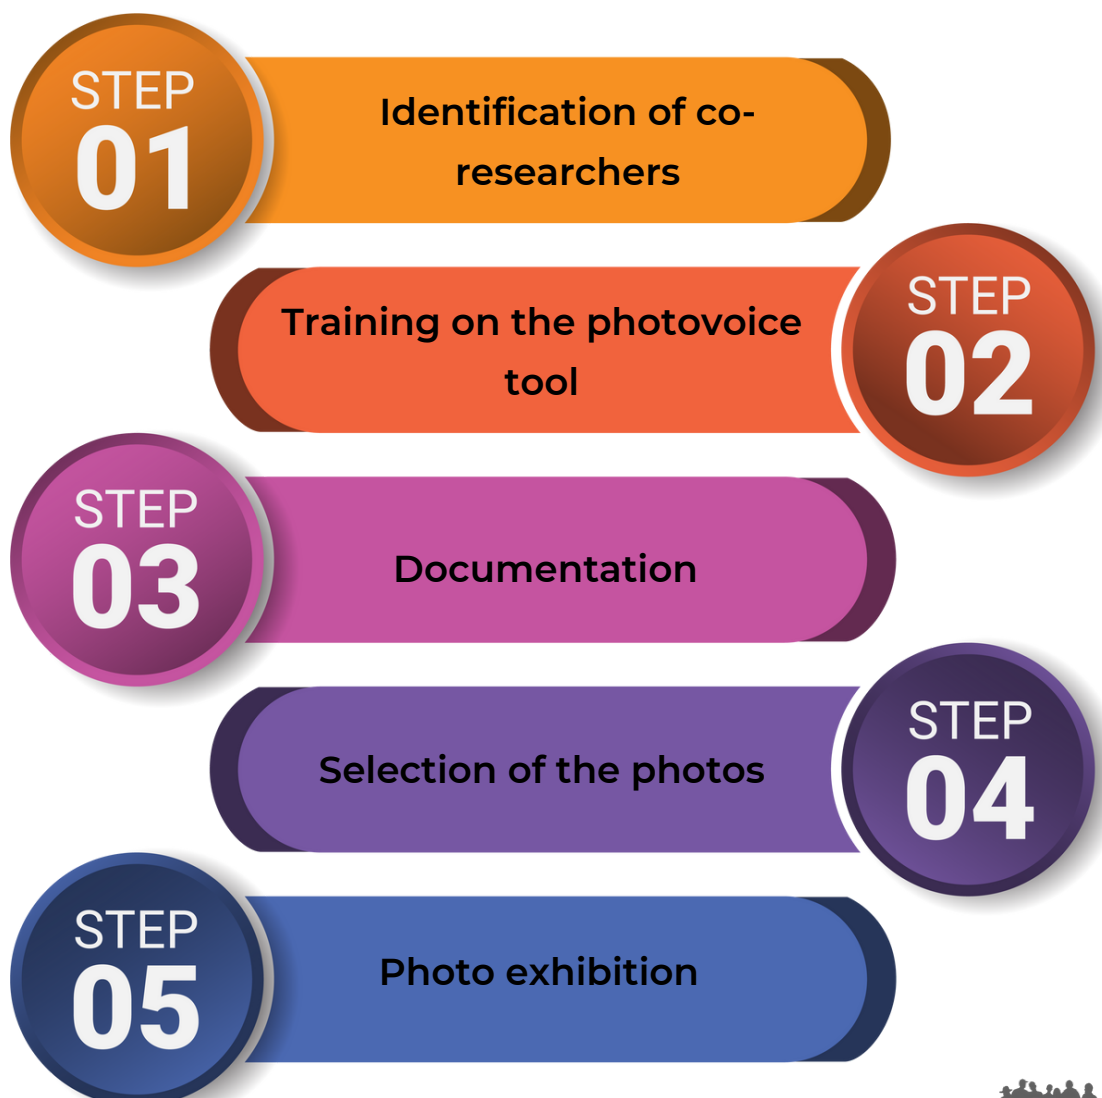 STEP
01
Identification of co-
researchers
STEP
02
Training on the photovoice
tool
STEP
03
Documentation
STEP
04
Selection of the photos
STEP
05
Photo exhibition